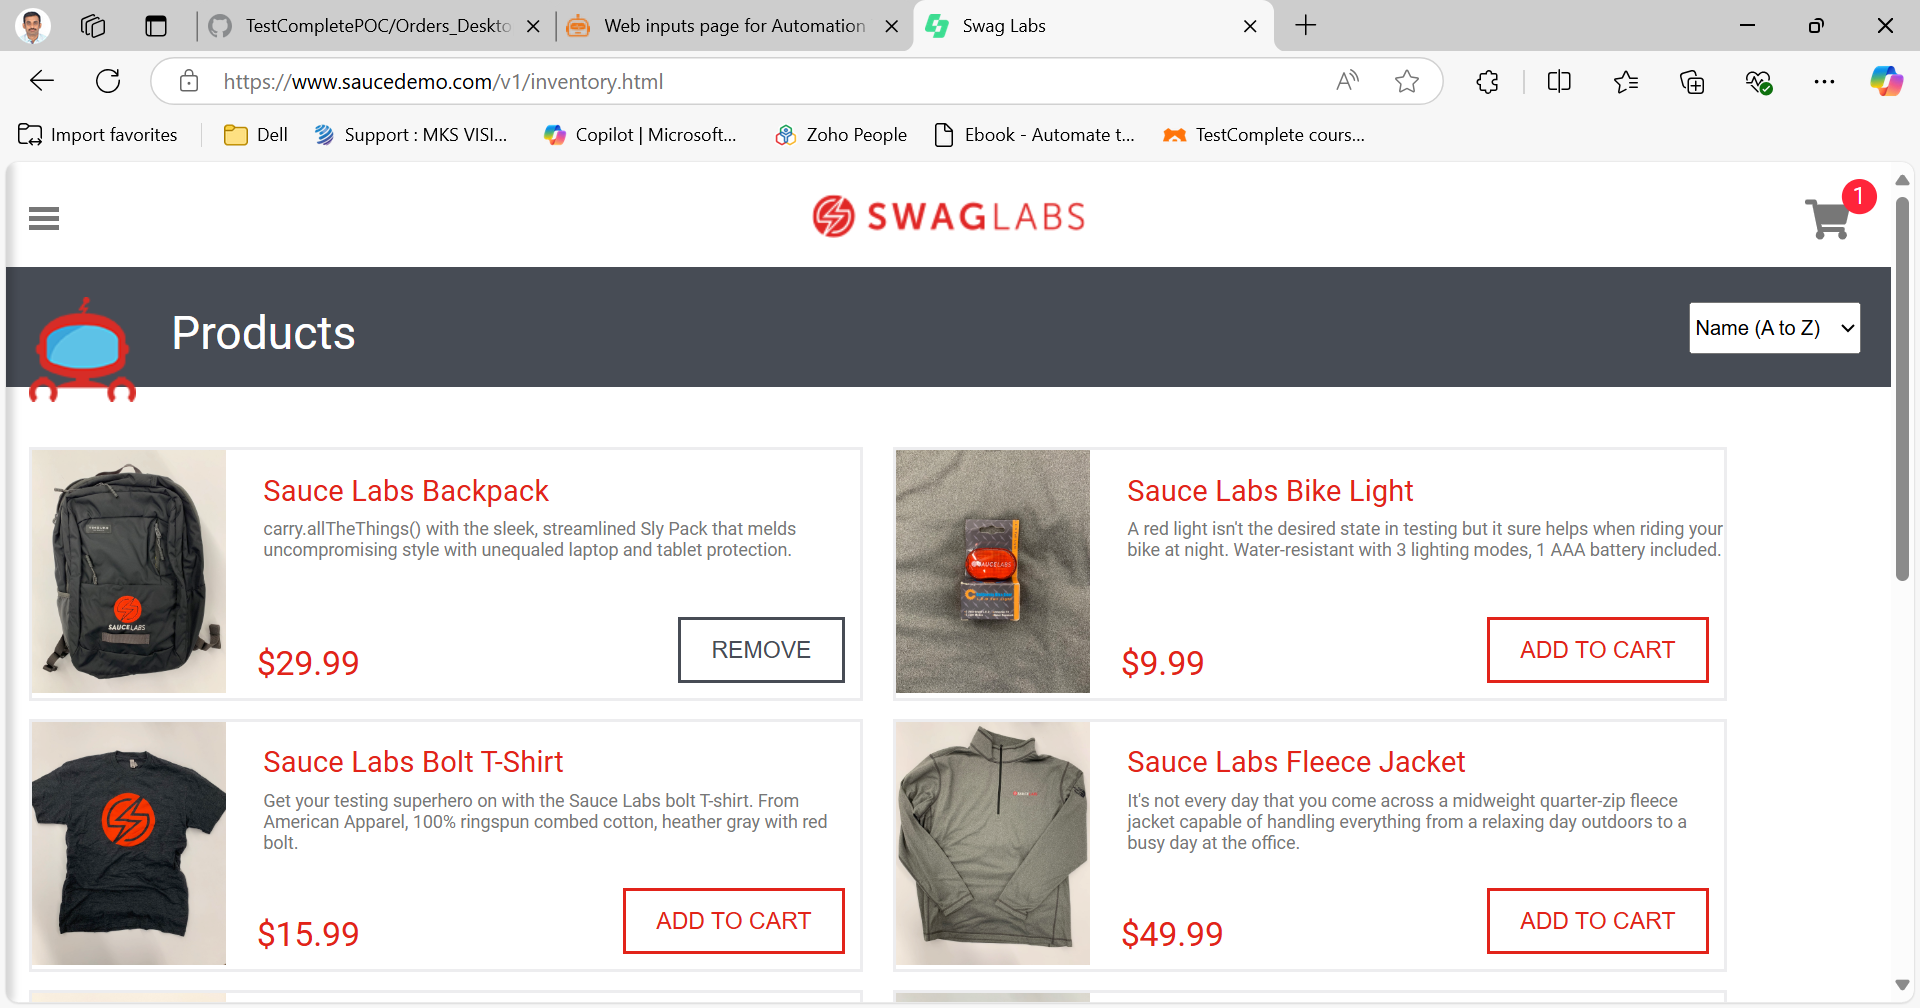 TestCompletePOC/Orders_Deskto
Web inputs page for Automation
Swag Labs
https://www.saucedemo.com/v1/inventory.html
Import favorites
Dell
Support : MKS VISI...
Copilot | Microsoft...
Zoho People
Ebook - Automate t...
TestComplete cours...
SWAGLABS
1
Products
Name (A to Z)
Sauce Labs Backpack
carry.allTheThings() with the sleek, streamlined Sly Pack that melds
uncompromising style with unequaled laptop and tablet protection.
$29.99
REMOVE
SAUCELABS
Sauce Labs Bike Light
A red light isn't the desired state in testing but it sure helps when riding your
bike at night. Water-resistant with 3 lighting modes, 1 AAA battery included.
$9.99
ADD TO CART
SAUCELABS
Sauce Labs Bolt T-Shirt
Get your testing superhero on with the Sauce Labs bolt T-shirt. From
American Apparel, 100% ringspun combed cotton, heather gray with red
bolt.
$15.99
ADD TO CART
Sauce Labs Fleece Jacket
It's not every day that you come across a midweight quarter-zip fleece
jacket capable of handling everything from a relaxing day outdoors to a
busy day at the office.
$49.99
ADD TO CART